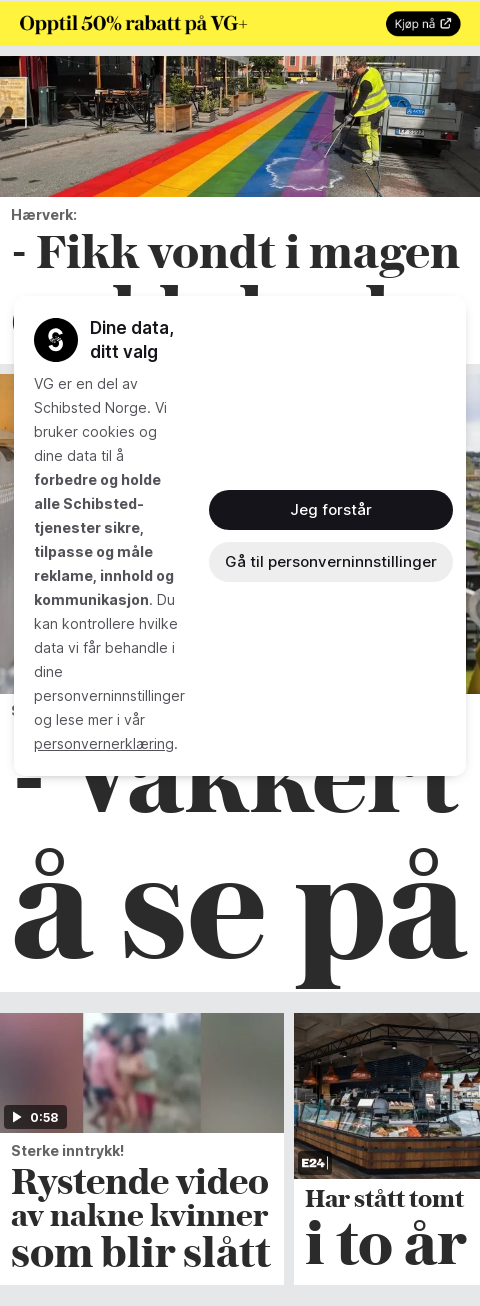 Opptil 50% rabatt på VG+
Kjøp nå
Hærverk:
- Fikk vondt i magen
Dine data,
ditt valg
VG er en del av
Schibsted Norge. Vi
bruker cookies og
dine data til å
forbedre og holde
alle Schibsted-
tjenester sikre,
tilpasse og måle
reklame, innhold og
kommunikasjon. Du
kan kontrollere hvilke
data vi får behandle i
dine
personverninnstillinger
og lese mer i vår
personvernerklæring.
Jeg forstår
Gå til personverninnstillinger
- Vakkert
å se på
0:58
Sterke inntrykk!
Rystende video
av nakne kvinner
som blir slått
E24
Har stått tomt
i to år